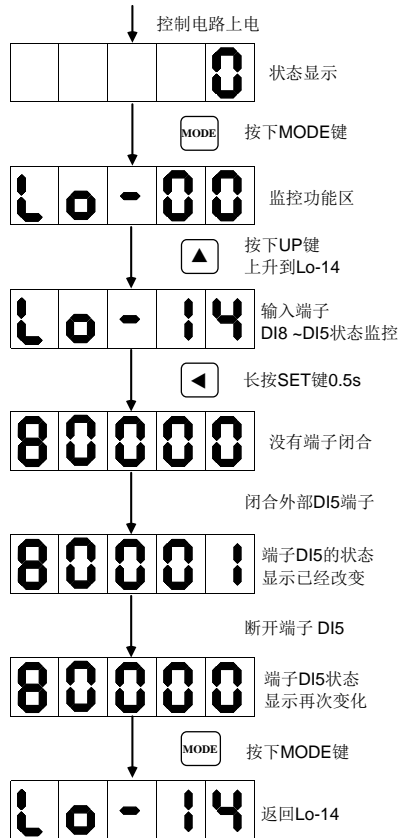 控制电路上电
0
状态显示
MODE
按下MODE键
Lo-00
监控功能区
按下UP键
上升到Lo-14
Lo-14
输入端子
DI8 ~DI5状态监控
长按SET键0.5s
80000
没有端子闭合
闭合外部DI5端子
80001
端子DI5的状态
显示已经改变
断开端子 DI5
80000
端子DI5状态
显示再次变化
MODE
按下MODE键
Lo-14
返回Lo-14